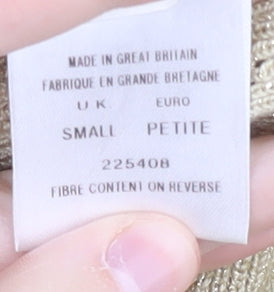 MADE IN GREAT BRITAIN
FABRIQUE EN GRANDE BRETAGNE
U K EURO
SMALL PETITE
225408
FIBRE CONTENT ON REVERSE